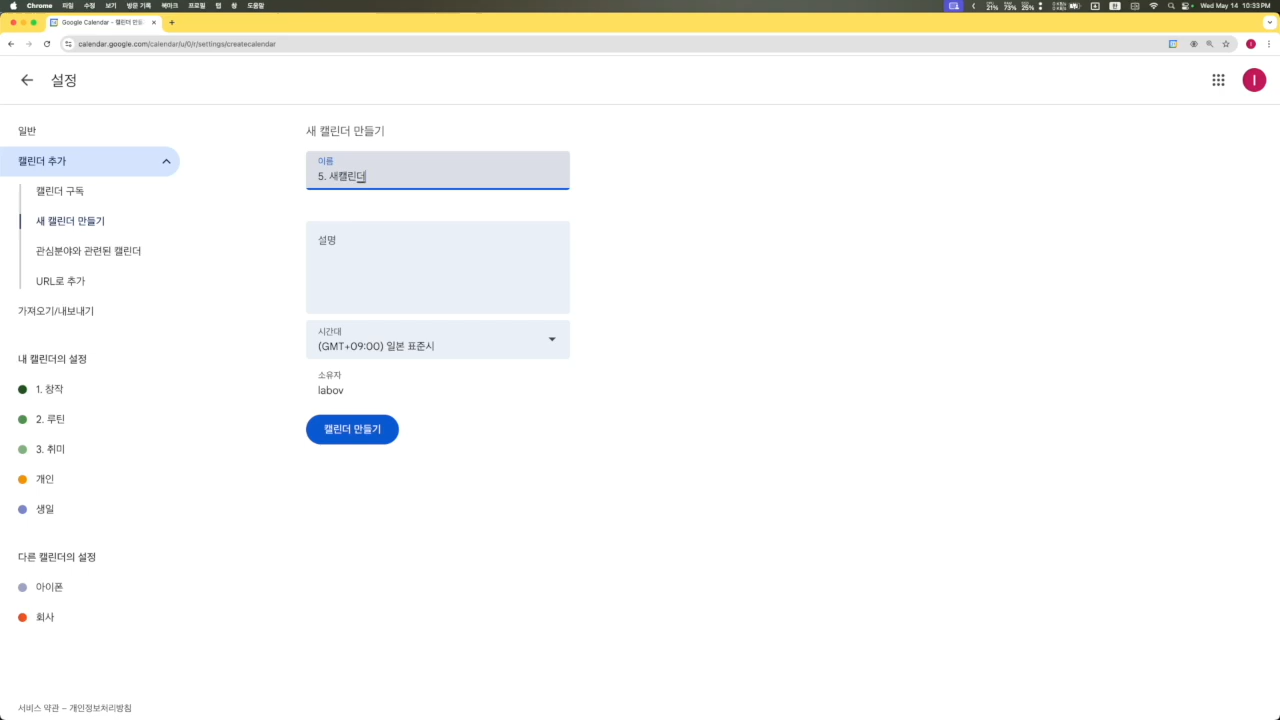 Chrome 파일 수정 보기 방문 기록 북마크 프로필 탭 창 도움말
21% 73% 25% Wed May 14 10:33 PM
Google Calendar - 캘린더 만들
calendar.google.com/calendar/u/0/r/settings/createcalendar
설정
I
일반
캘린더 추가
캘린더 구독
새 캘린더 만들기
관심분야와 관련된 캘린더
URL로 추가
가져오기/내보내기
내 캘린더의 설정
1. 창작
2. 루틴
3. 취미
개인
생일
다른 캘린더의 설정
아이폰
회사
서비스 약관 – 개인정보처리방침
새 캘린더 만들기
이름
5. 새캘린더
설명
시간대
(GMT+09:00) 일본 표준시
소유자
labov
캘린더 만들기